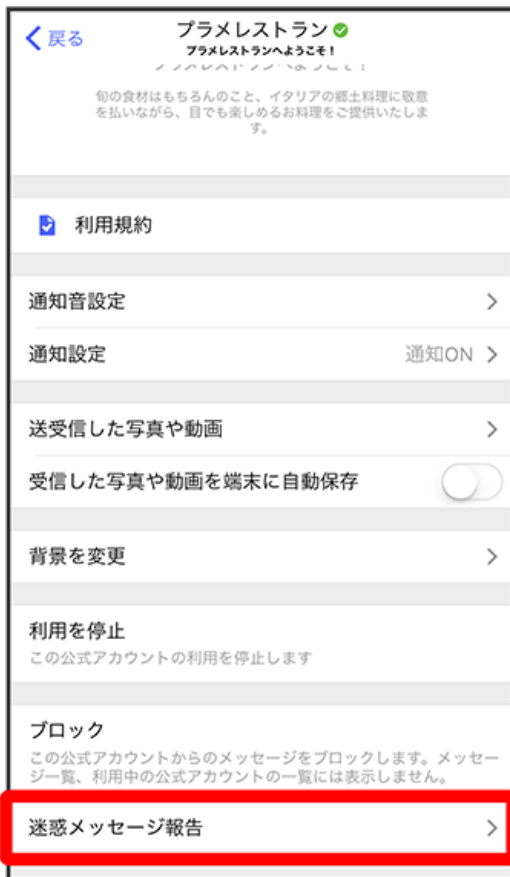 戻る
プラメレストラン
プラメレストランへようこそ！
旬の食材はもちろんのこと、イタリアの郷土料理に敬意
を払いながら、目でも楽しめるお料理をご提供いたしま
す。
利用規約
通知音設定
通知設定
通知ON
送受信した写真や動画
受信した写真や動画を端末に自動保存
背景を変更
利用を停止
この公式アカウントの利用を停止します
ブロック
この公式アカウントからのメッセージをブロックします。メッセー
ジ一覧、利用中の公式アカウントの一覧には表示しません。
迷惑メッセージ報告